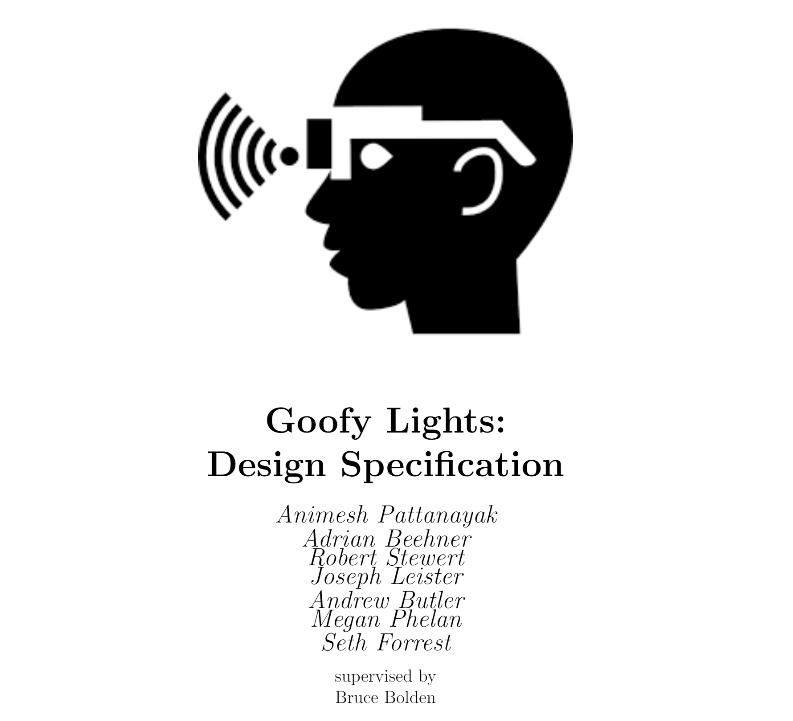 Goofy Lights:
Design Specification
Animesh Pattanayak
Adrian Beehner
Robert Stewert
Joseph Leister
Andrew Butler
Megan Phelan
Seth Forrest
supervised by
Bruce Bolden